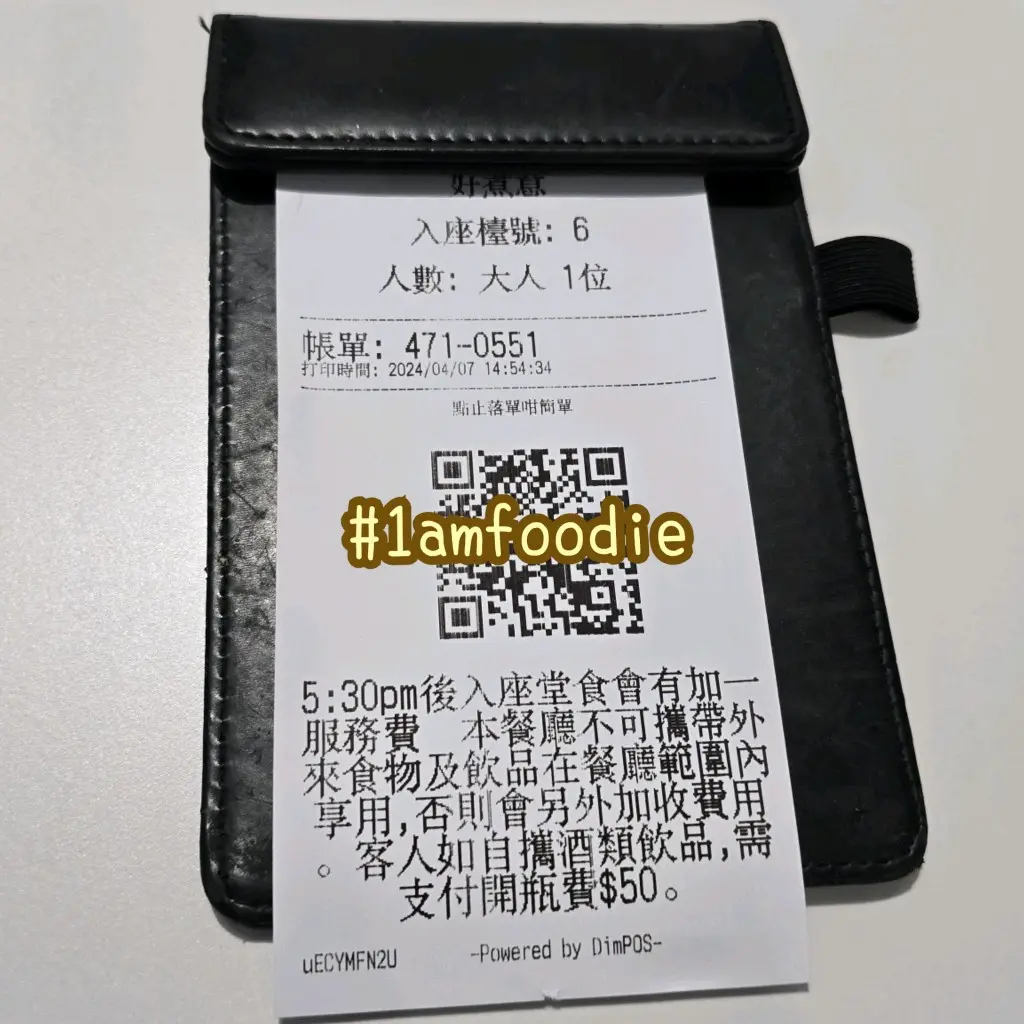 好煮意
入座檯號: 6
人數: 大人 1位
帳單: 471-0551
打印時間: 2024/04/07 14:54:34
點止落單咁簡單
#1amfoodie
5:30pm後入座堂食會有加一
服務費 本餐廳不可攜帶外
來食物及飲品在餐廳範圍內
享用,否則會另外加收費用
。客人如自攜酒類飲品,需
支付開瓶費$50。
uECYMFN2U -Powered by DimPOS-